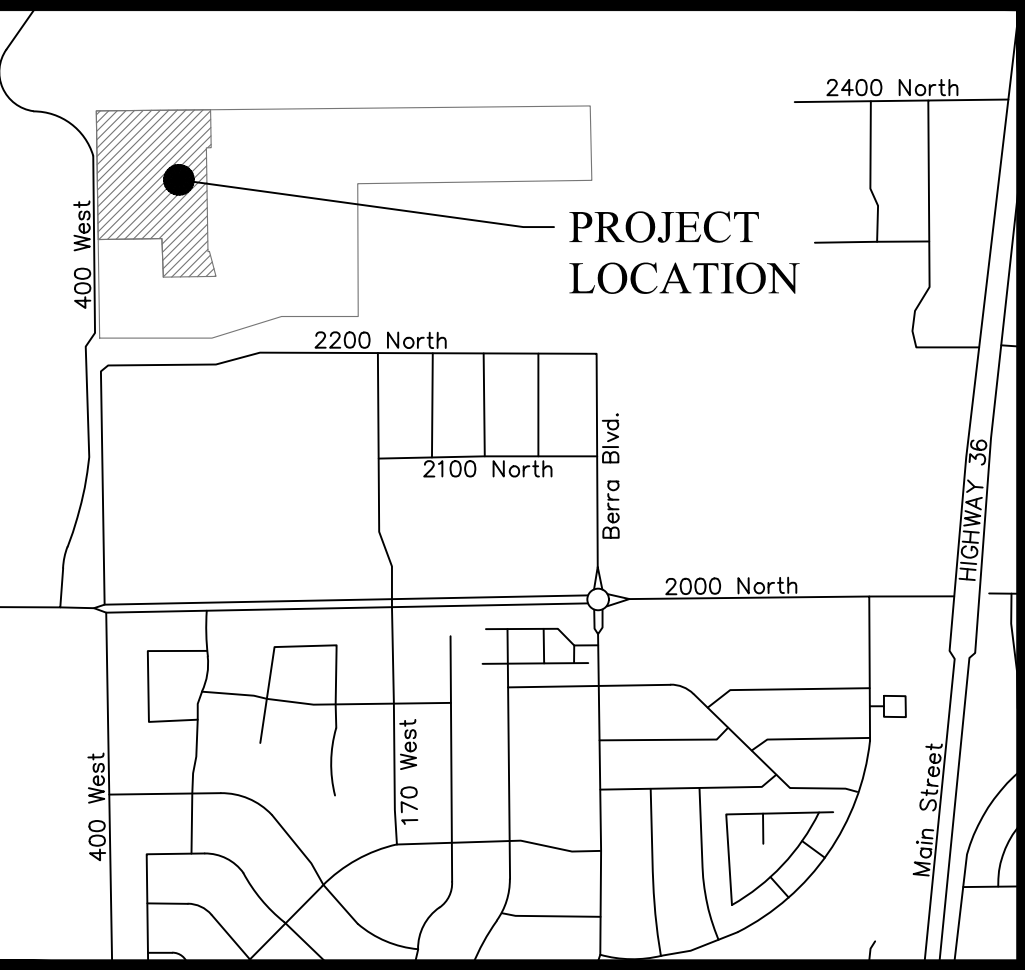 2400 North
400 West
PROJECT
LOCATION
2200 North
2100 North
Berra Blvd.
HIGHWAY 36
2000 North
170 West
400 West
Main Street